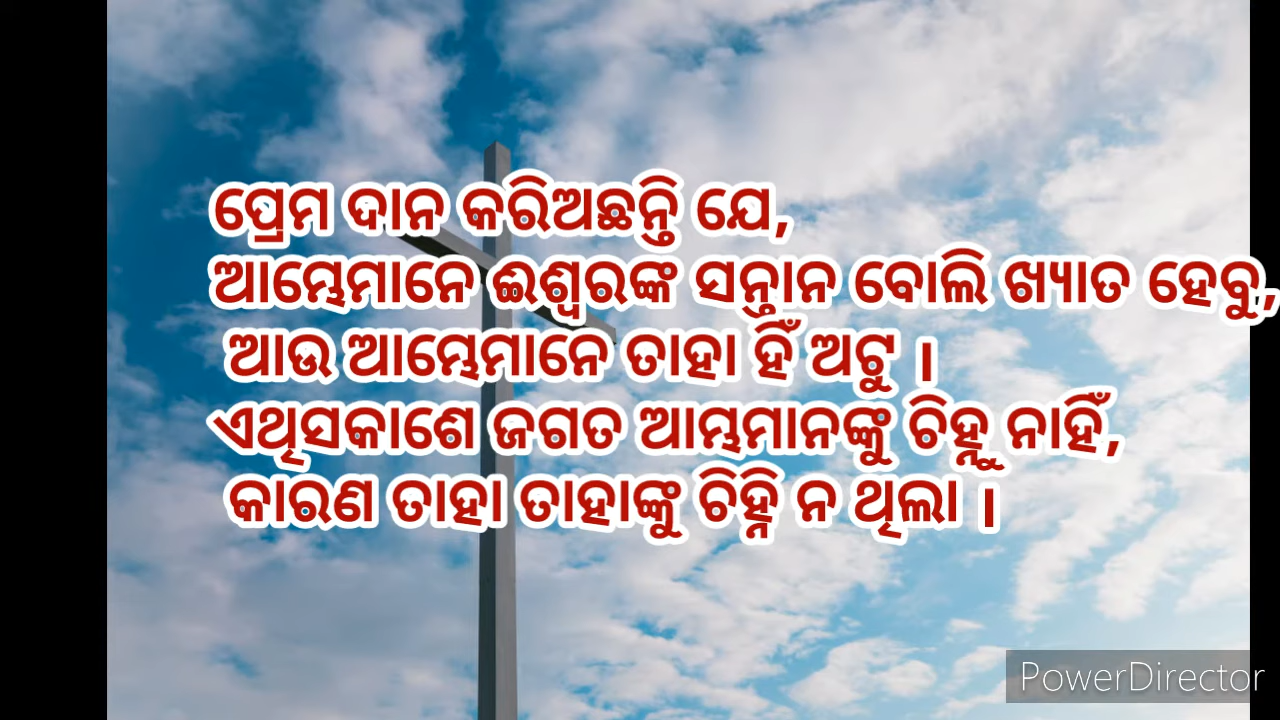 ପ୍ରେମ ଦାନ କରିଅଛନ୍ତି ଯେ,
ଆମ୍ଭେମାନେ ଈଶ୍ୱରଙ୍କ ସନ୍ତାନ ବୋଲି ଖ୍ୟାତ ହେବୁ,
ଆଉ ଆମ୍ଭେମାନେ ତାହା ହିଁ ଅଟୁ ।
ଏଥିସକାଶେ ଜଗତ ଆମ୍ଭମାନଙ୍କୁ ଚିହ୍ନୁ ନାହିଁ,
କାରଣ ତାହା ତାହାଙ୍କୁ ଚିହ୍ନି ନ ଥିଲା ।
PowerDirector